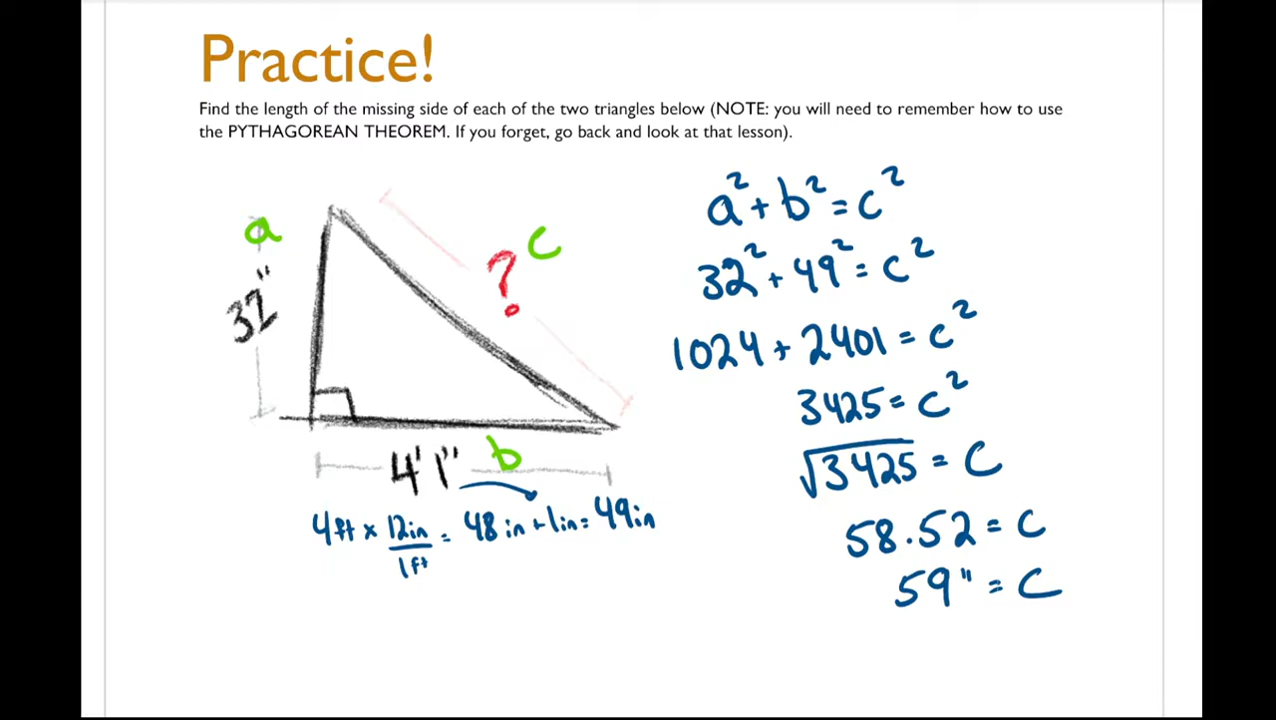 Practice!
Find the length of the missing side of each of the two triangles below (NOTE: you will need to remember how to use
the PYTHAGOREAN THEOREM. If you forget, go back and look at that lesson).
a
32"
? c
4'1" b
4ft x 12in/1ft = 48in + 1in = 49in
a² + b² = c²
32² + 49² = c²
1024 + 2401 = c²
3425 = c²
√3425 = c
58.52 = c
59" = c